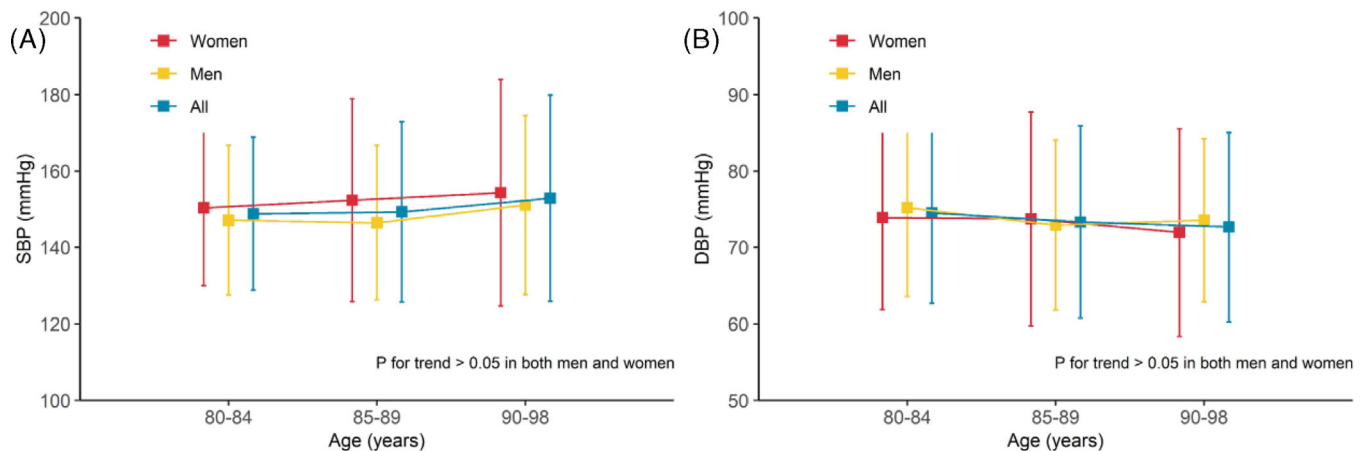 (A)
200
180
160
140
120
100
SBP (mmHg)
Women
Men
All
P for trend > 0.05 in both men and women
80-84
85-89
90-98
Age (years)
(B)
100
90
80
70
60
50
DBP (mmHg)
Women
Men
All
P for trend > 0.05 in both men and women
80-84
85-89
90-98
Age (years)